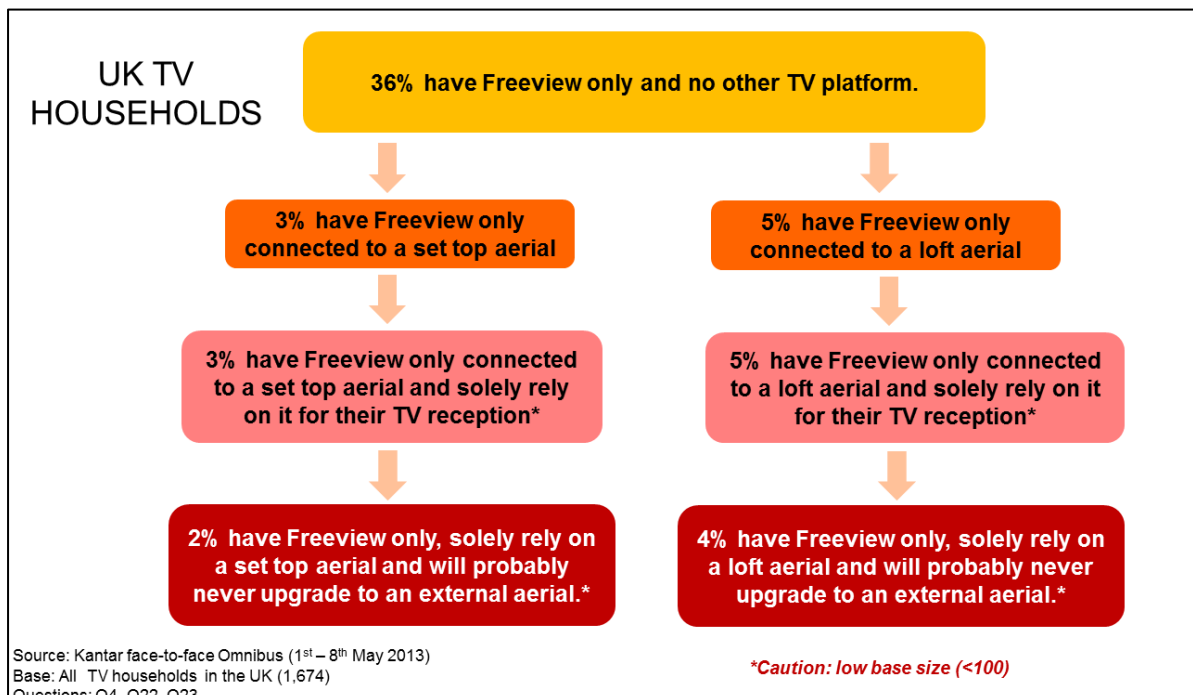 UK TV
HOUSEHOLDS
36% have Freeview only and no other TV platform.
3% have Freeview only
connected to a set top aerial
5% have Freeview only
connected to a loft aerial
3% have Freeview only connected
to a set top aerial and solely rely
on it for their TV reception*
5% have Freeview only connected
to a loft aerial and solely rely on it
for their TV reception*
2% have Freeview only, solely rely on
a set top aerial and will probably
never upgrade to an external aerial.*
4% have Freeview only, solely rely on
a loft aerial and will probably never
upgrade to an external aerial.*
Source: Kantar face-to-face Omnibus (1st – 8th May 2013)
Base: All TV households in the UK (1,674)
Questions: Q4, Q22, Q23
*Caution: low base size (<100)